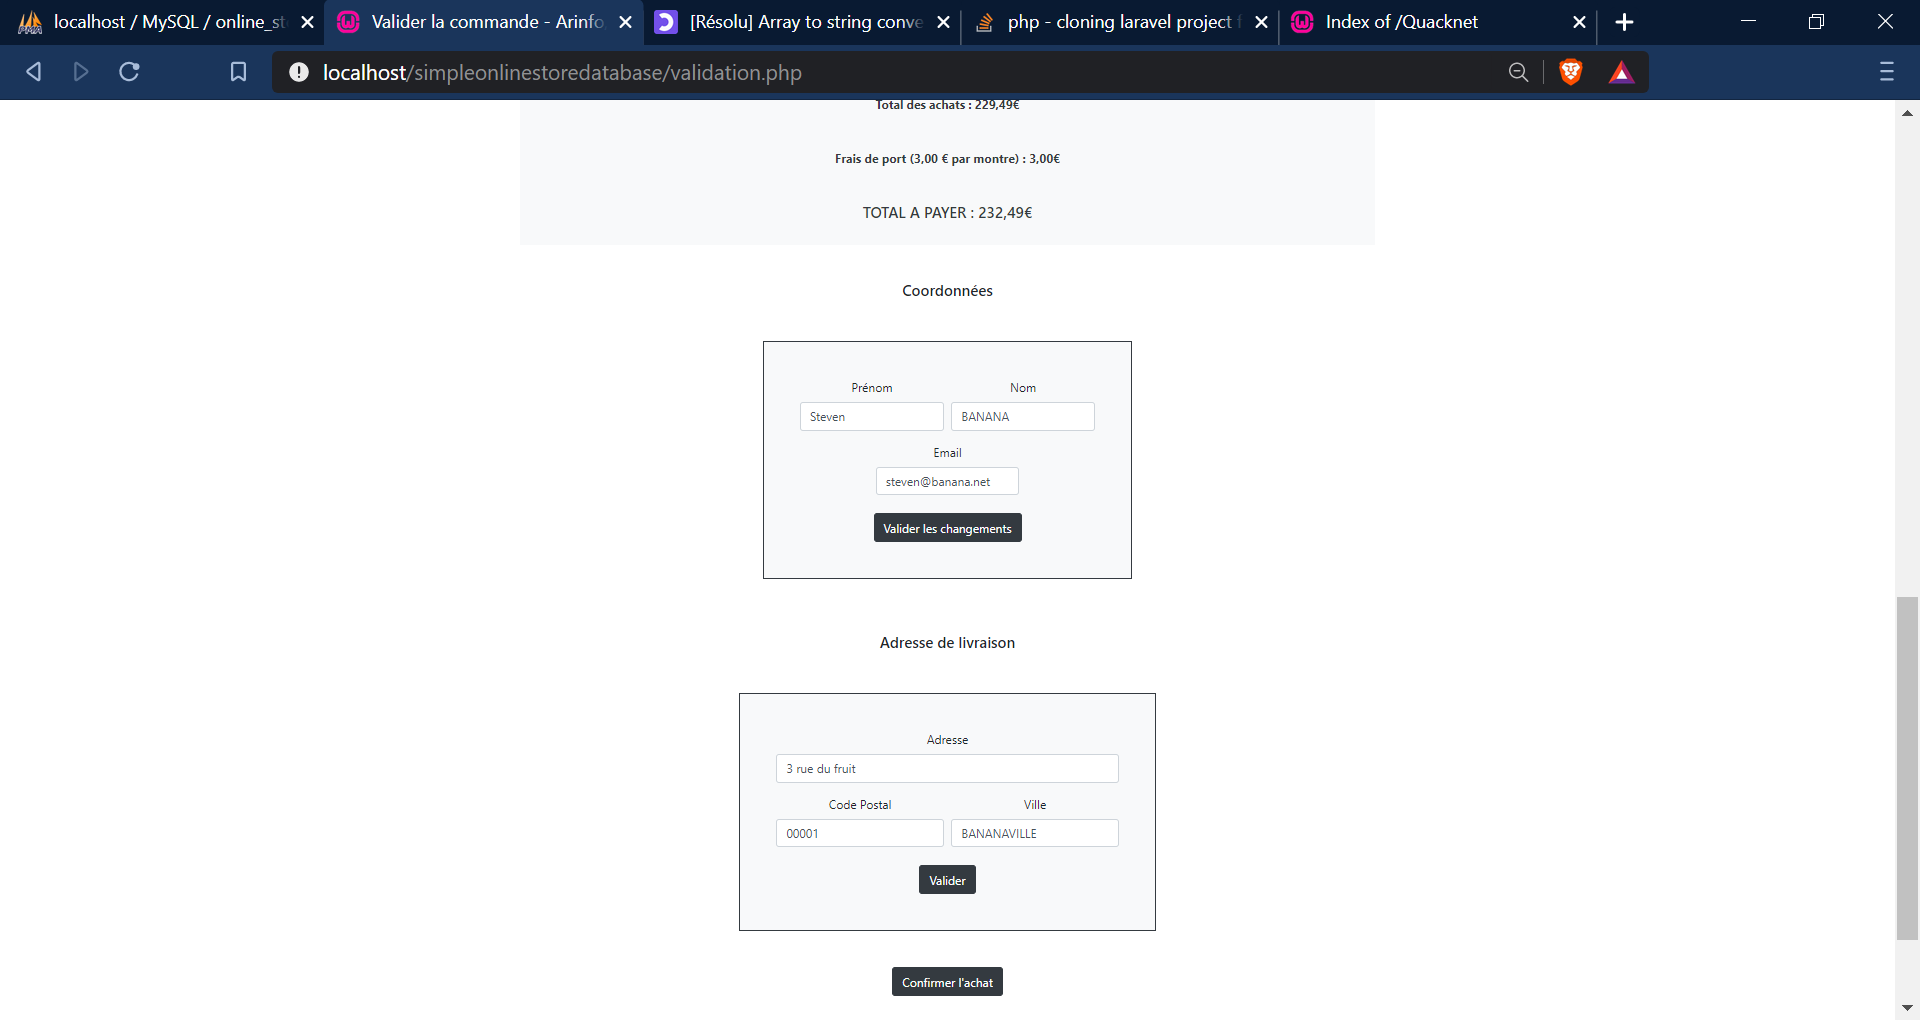 localhost / MySQL / online_st
Valider la commande - Arinfo
[Résolu] Array to string conve
php - cloning laravel project f
Index of /Quacknet
localhost/simpleonlinestoredatabase/validation.php
Total des achats : 229,49€
Frais de port (3,00 € par montre) : 3,00€
TOTAL A PAYER : 232,49€
Coordonnées
Prénom Nom
Steven BANANA
Email
steven@banana.net
Valider les changements
Adresse de livraison
Adresse
3 rue du fruit
Code Postal Ville
00001 BANANAVILLE
Valider
Confirmer l'achat